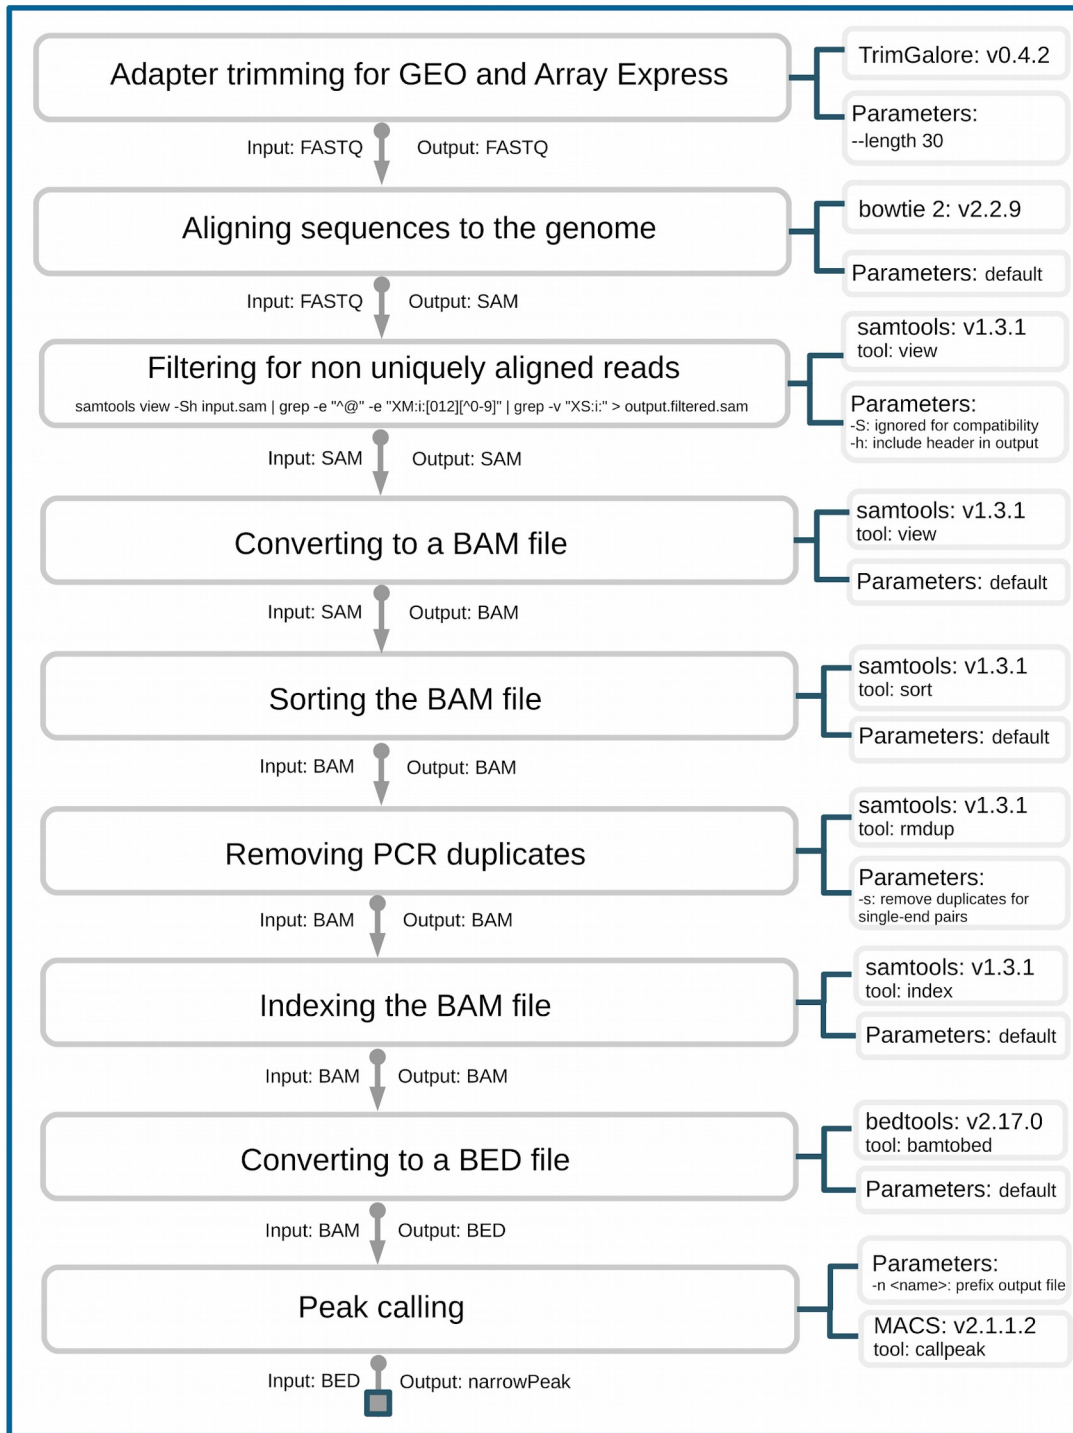 Adapter trimming for GEO and Array Express
TrimGalore: v0.4.2
Parameters:
--length 30
Input: FASTQ
Output: FASTQ
Aligning sequences to the genome
bowtie 2: v2.2.9
Parameters: default
Input: FASTQ
Output: SAM
Filtering for non uniquely aligned reads
samtools view -Sh input.sam | grep -e "^@" -e "XM:i:[012][^0-9]" | grep -v "XS:i:" > output.filtered.sam
samtools: v1.3.1
tool: view
Parameters:
-S: ignored for compatibility
-h: include header in output
Input: SAM
Output: SAM
Converting to a BAM file
samtools: v1.3.1
tool: view
Parameters: default
Input: SAM
Output: BAM
Sorting the BAM file
samtools: v1.3.1
tool: sort
Parameters: default
Input: BAM
Output: BAM
Removing PCR duplicates
samtools: v1.3.1
tool: rmdup
Parameters:
-s: remove duplicates for
single-end pairs
Input: BAM
Output: BAM
Indexing the BAM file
samtools: v1.3.1
tool: index
Parameters: default
Input: BAM
Output: BAM
Converting to a BED file
bedtools: v2.17.0
tool: bamtobed
Parameters: default
Input: BAM
Output: BED
Peak calling
Parameters:
-n <name>: prefix output file
MACS: v2.1.1.2
tool: callpeak
Input: BED
Output: narrowPeak